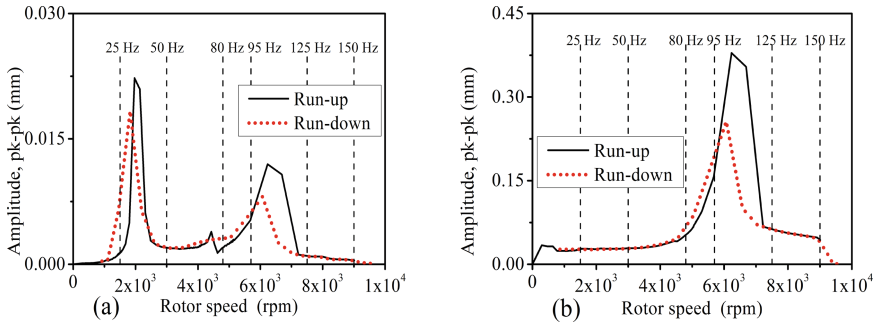 0.030
0.015
0.000
Amplitude, pk-pk (mm)
25 Hz
50 Hz
80 Hz
95 Hz
125 Hz
150 Hz
Run-up
Run-down
0
2x10³
4x10³
6x10³
8x10³
1x10⁴
(a)
Rotor speed (rpm)
0.45
0.30
0.15
0.00
Amplitude, pk-pk (mm)
25 Hz
50 Hz
80 Hz
95 Hz
125 Hz
150 Hz
Run-up
Run-down
0
2x10³
4x10³
6x10³
8x10³
1x10⁴
(b)
Rotor speed (rpm)